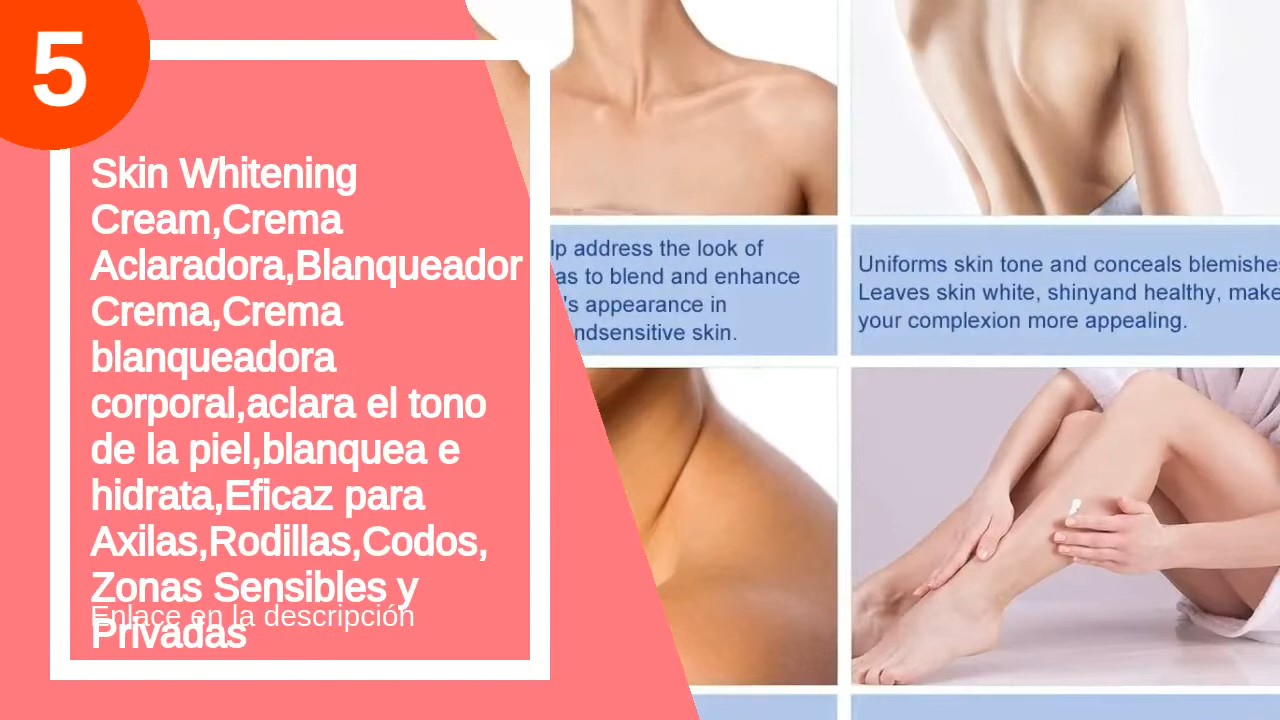 5
Skin Whitening
Cream,Crema
Aclaradora,Blanqueador
Crema,Crema
blanqueadora
corporal,aclara el tono
de la piel,blanquea e
hidrata,Eficaz para
Axilas,Rodillas,Codos,
Zonas Sensibles y
Enlace en la descripción
Privadas
address the look of
as to blend and enhance
's appearance in
sensitive skin.
Uniforms skin tone and conceals
Leaves skin white, shinyand healthy, make
your complexion more appealing.